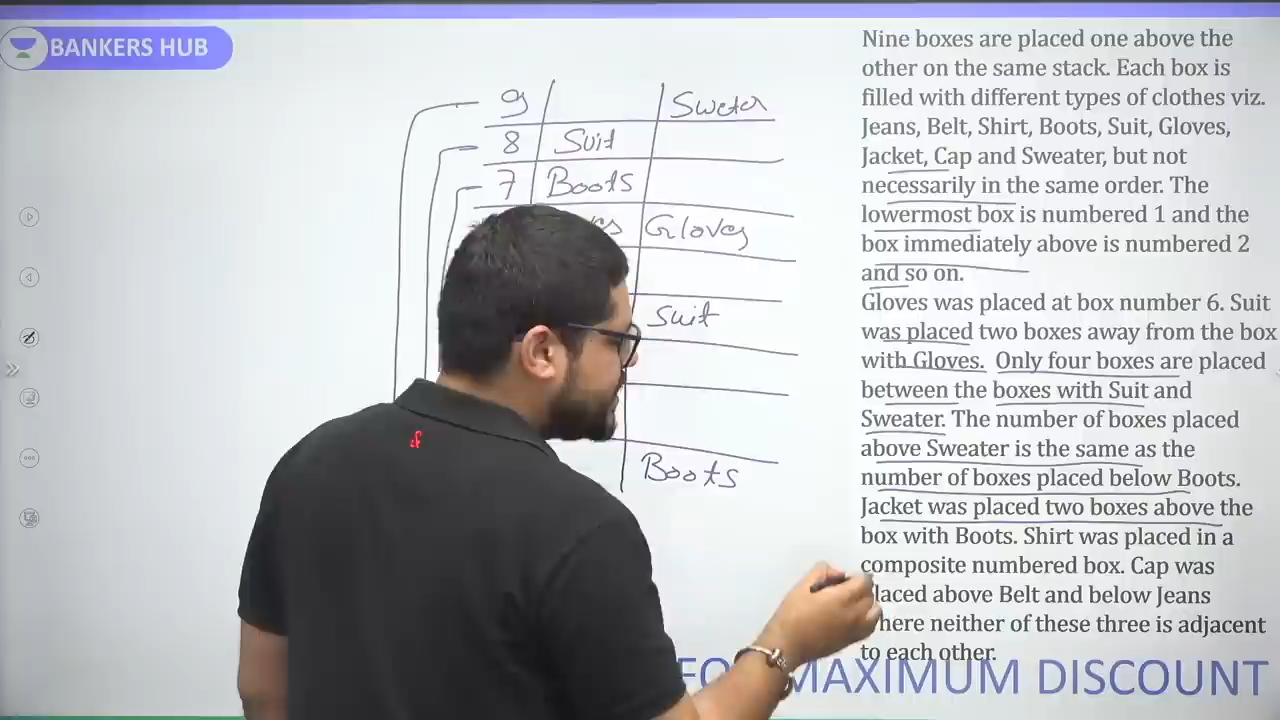 BANKERS HUB
9 Sweter
8 Suit
7 Boots
Gloves
Suit
Boots
Nine boxes are placed one above the
other on the same stack. Each box is
filled with different types of clothes viz.
Jeans, Belt, Shirt, Boots, Suit, Gloves,
Jacket, Cap and Sweater, but not
necessarily in the same order. The
lowermost box is numbered 1 and the
box immediately above is numbered 2
and so on.
Gloves was placed at box number 6. Suit
was placed two boxes away from the box
with Gloves. Only four boxes are placed
between the boxes with Suit and
Sweater. The number of boxes placed
above Sweater is the same as the
number of boxes placed below Boots.
Jacket was placed two boxes above the
box with Boots. Shirt was placed in a
composite numbered box. Cap was
placed above Belt and below Jeans
where neither of these three is adjacent
to each other.
MAXIMUM DISCOUNT